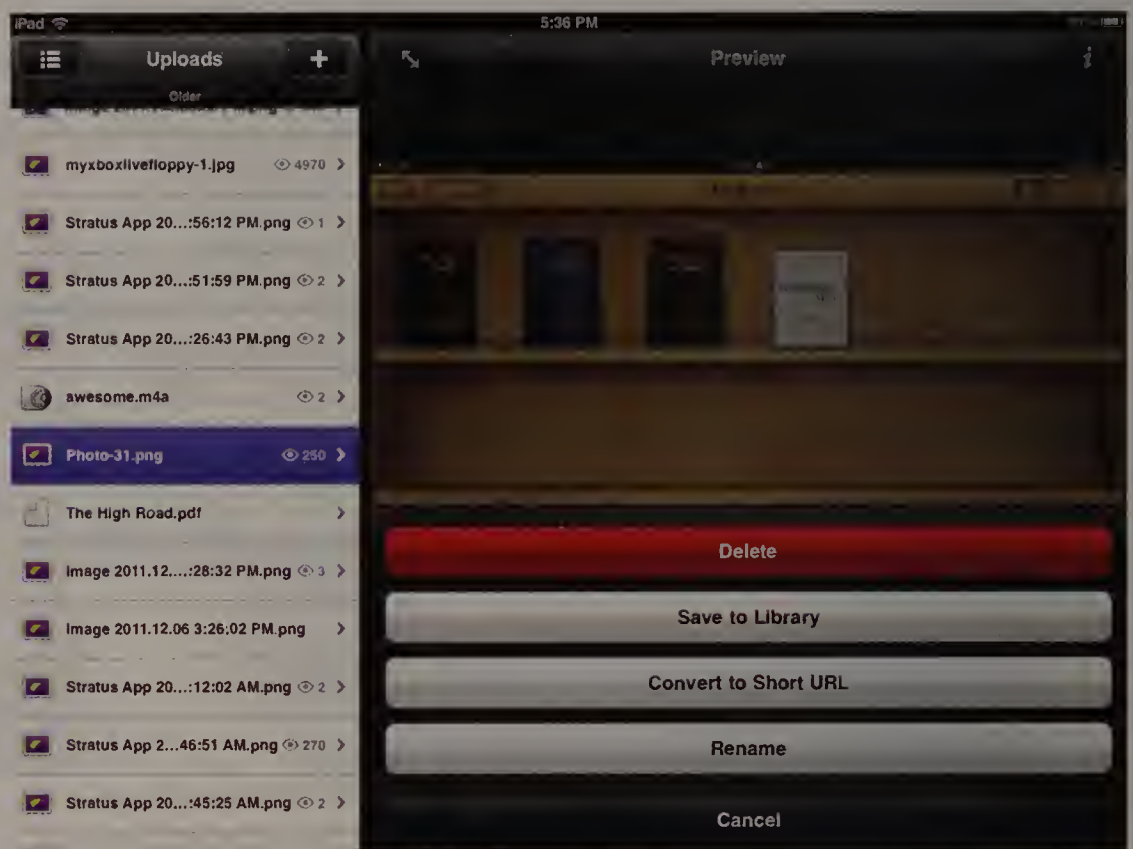 iPad
5:36 PM
Uploads
+
Preview
i
Older
myxboxlivefloppy-1.jpg 4970
Stratus App 20...:56:12 PM.png 1
Stratus App 20...:51:59 PM.png 2
Stratus App 20...:26:43 PM.png 2
awesome.m4a 2
Photo-31.png 250
The High Road.pdf
Image 2011.12....:28:32 PM.png 3
Image 2011.12.06 3:26:02 PM.png
Stratus App 20...:12:02 AM.png 2
Stratus App 2...46:51 AM.png 270
Stratus App 20...:45:25 AM.png 2
Delete
Save to Library
Convert to Short URL
Rename
Cancel